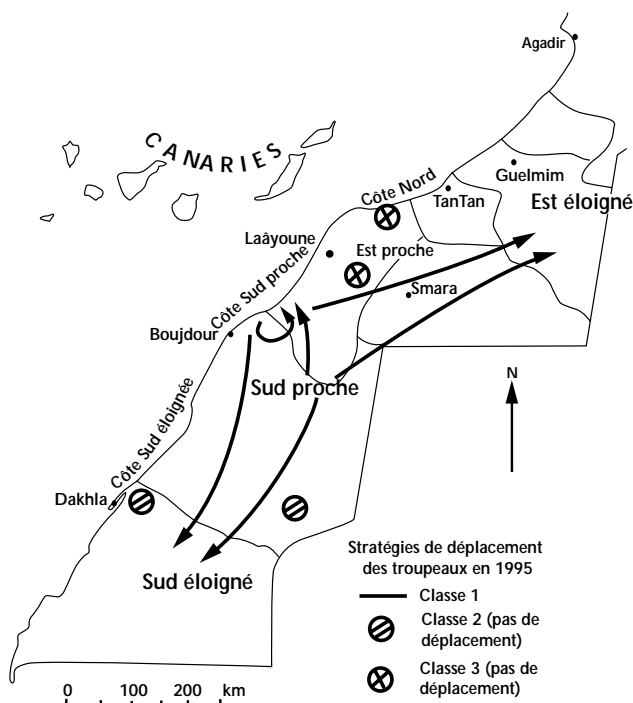 Agadir
CANARIES
Guelmim
Côte Nord
TanTan
Est éloigné
Laâyoune
Est proche
Côte Sud proche
Smara
Boujdour
Sud proche
N
Côte Sud éloignée
Dakhla
Sud éloigné
Stratégies de déplacement
des troupeaux en 1995
Classe 1
Classe 2 (pas de
déplacement)
Classe 3 (pas de
déplacement)
0 100 200 km